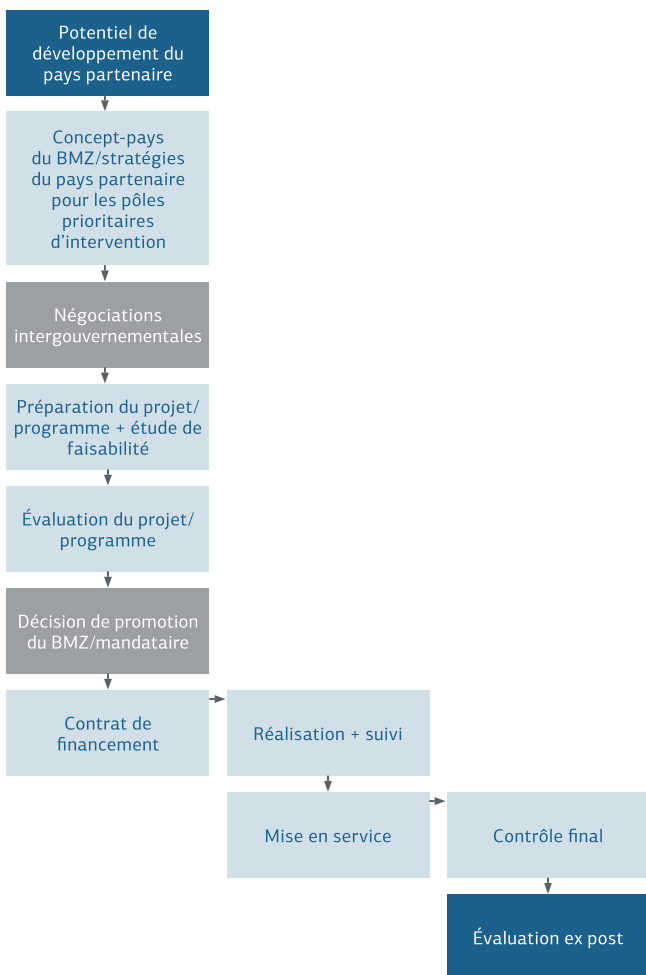 Potentiel de
développement du
pays partenaire
Concept-pays
du BMZ/stratégies
du pays partenaire
pour les pôles
prioritaires
d’intervention
Négociations
intergouvernementales
Préparation du projet/
programme + étude de
faisabilité
Évaluation du projet/
programme
Décision de promotion
du BMZ/mandataire
Contrat de
financement
Réalisation + suivi
Mise en service
Contrôle final
Évaluation ex post